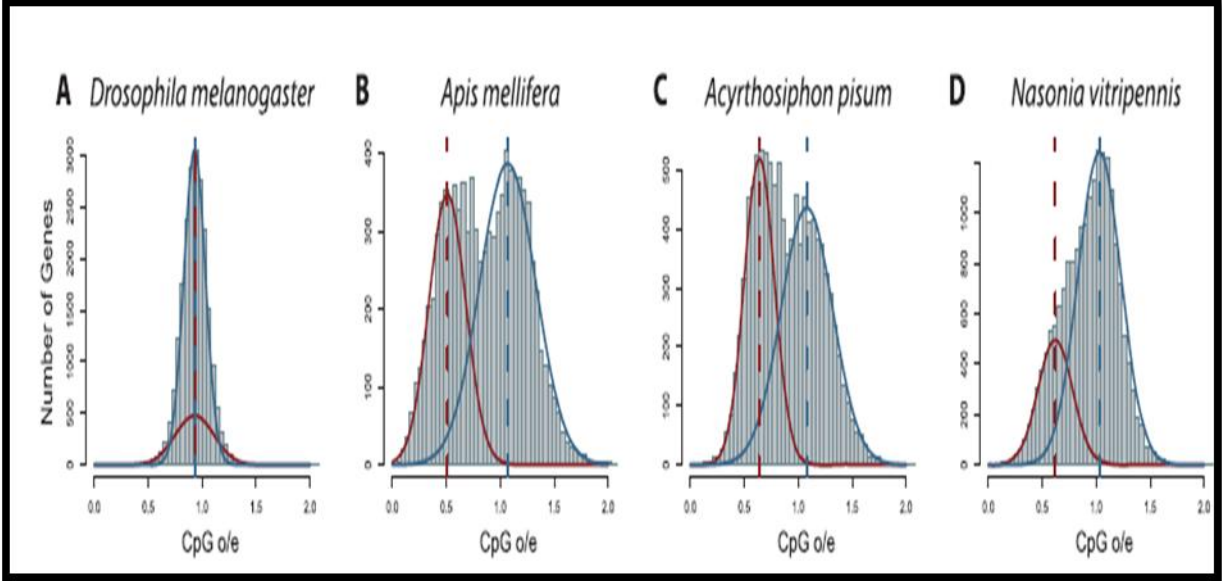 A Drosophila melanogaster
B Apis mellifera
C Acyrthosiphon pisum
D Nasonia vitripennis
Number of Genes
3000
2500
2000
1500
1000
500
0
0.0 0.5 1.0 1.5 2.0
CpG o/e
400
300
200
100
0
0.0 0.5 1.0 1.5 2.0
CpG o/e
500
400
300
200
100
0
0.0 0.5 1.0 1.5 2.0
CpG o/e
1000
800
600
400
200
0
0.0 0.5 1.0 1.5 2.0
CpG o/e